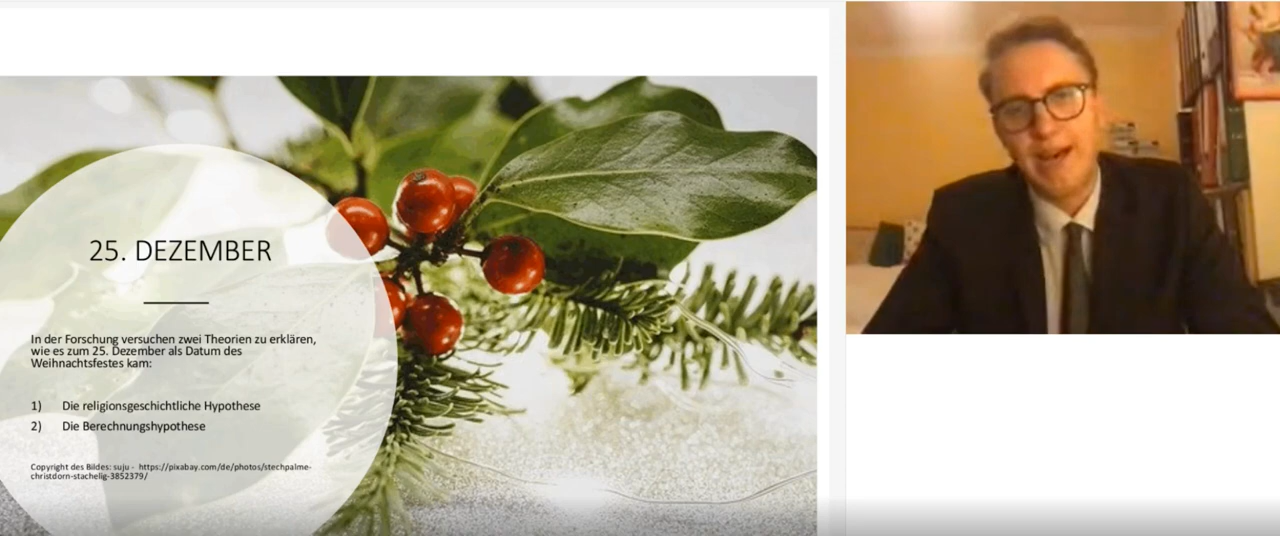 25. DEZEMBER
In der Forschung versuchen zwei Theorien zu erklären,
wie es zum 25. Dezember als Datum des
Weihnachtsfestes kam:
1) Die religionsgeschichtliche Hypothese
2) Die Berechnungshypothese
Copyright des Bildes: suju - https://pixabay.com/de/photos/stechpalme-
christdorn-stachelig-3852379/